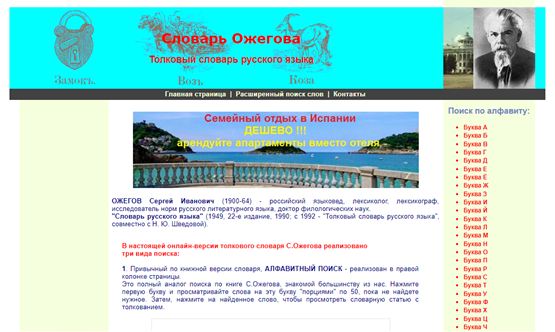 Словарь Ожегова
Толковый словарь русского языка
Замокъ.
Возъ
Коза
Главная страница | Расширенный поиск слов | Контакты
Поиск по алфавиту:
Семейный отдых в Испании
ДЕШЕВО !!!
арендуйте апартаменты вместо отеля.
ОЖЕГОВ Сергей Иванович (1900-64) - российский языковед, лексиколог, лексикограф,
исследователь норм русского литературного языка, доктор филологических наук.
"Словарь русского языка" (1949, 22-е издание, 1990; с 1992 - "Толковый словарь русского языка",
совместно с Н. Ю. Шведовой).
В настоящей онлайн-версии толкового словаря С.Ожегова реализовано
три вида поиска:
1. Привычный по книжной версии словаря, АЛФАВИТНЫЙ ПОИСК - реализован в правой
колонке страницы.
Это полный аналог поиска по книге С.Ожегова, знакомой большинству из нас. Нажмите
первую букву и просматривайте слова на эту букву "порциями" по 50, пока не найдете
нужное. Затем, нажмите на найденное слово, чтобы просмотреть словарную статью с
толкованием.
Буква А
Буква Б
Буква В
Буква Г
Буква Д
Буква Е
Буква Ё
Буква Ж
Буква З
Буква И
Буква Й
Буква К
Буква Л
Буква М
Буква Н
Буква О
Буква П
Буква Р
Буква С
Буква Т
Буква У
Буква Ф
Буква Х
Буква Ц
Буква Ч